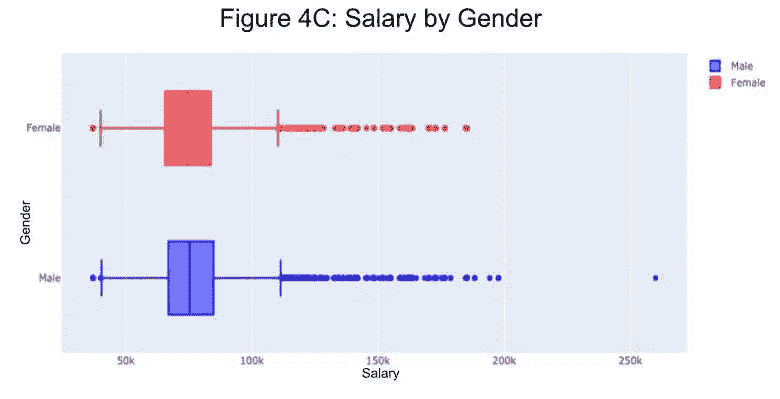 Figure 4C: Salary by Gender
Male
Female
Female
Male
Gender
50k
100k
150k
200k
250k
Salary